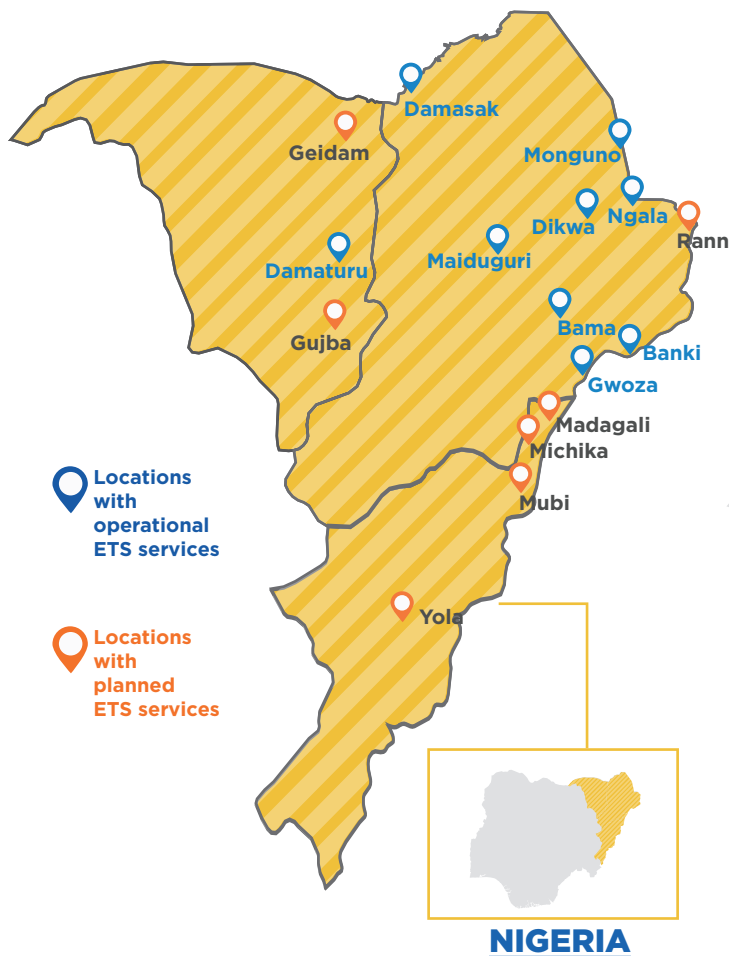 Damasak
Geidam
Monguno
Ngala
Dikwa
Rann
Maiduguri
Damaturu
Bama
Gujba
Banki
Gwoza
Madagali
Michika
Locations
with
operational
ETS services
Mubi
Yola
Locations
with
planned
ETS services
NIGERIA